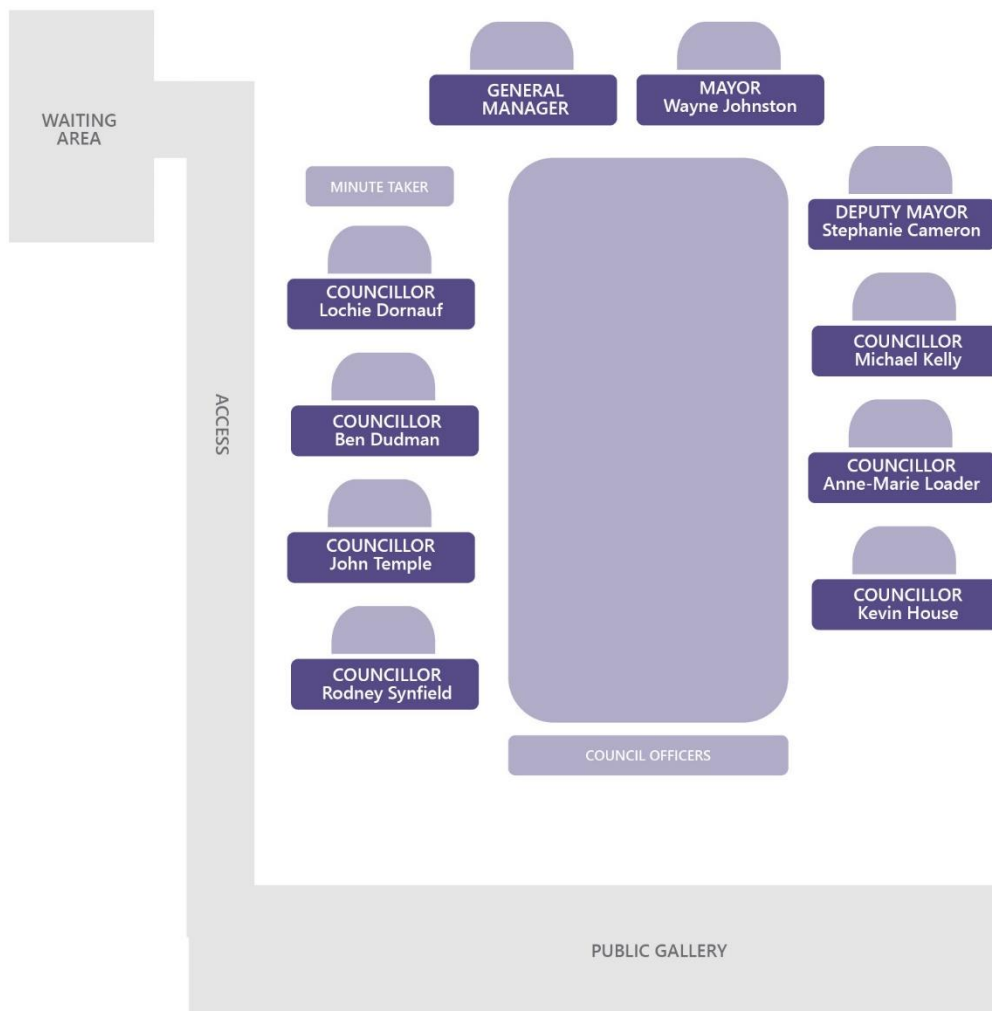 GENERAL
MANAGER
MAYOR
Wayne Johnston
WAITING
AREA
MINUTE TAKER
DEPUTY MAYOR
Stephanie Cameron
COUNCILLOR
Lochie Dornauf
COUNCILLOR
Michael Kelly
ACCESS
COUNCILLOR
Ben Dudman
COUNCILLOR
Anne-Marie Loader
COUNCILLOR
John Temple
COUNCILLOR
Kevin House
COUNCILLOR
Rodney Synfield
COUNCIL OFFICERS
PUBLIC GALLERY